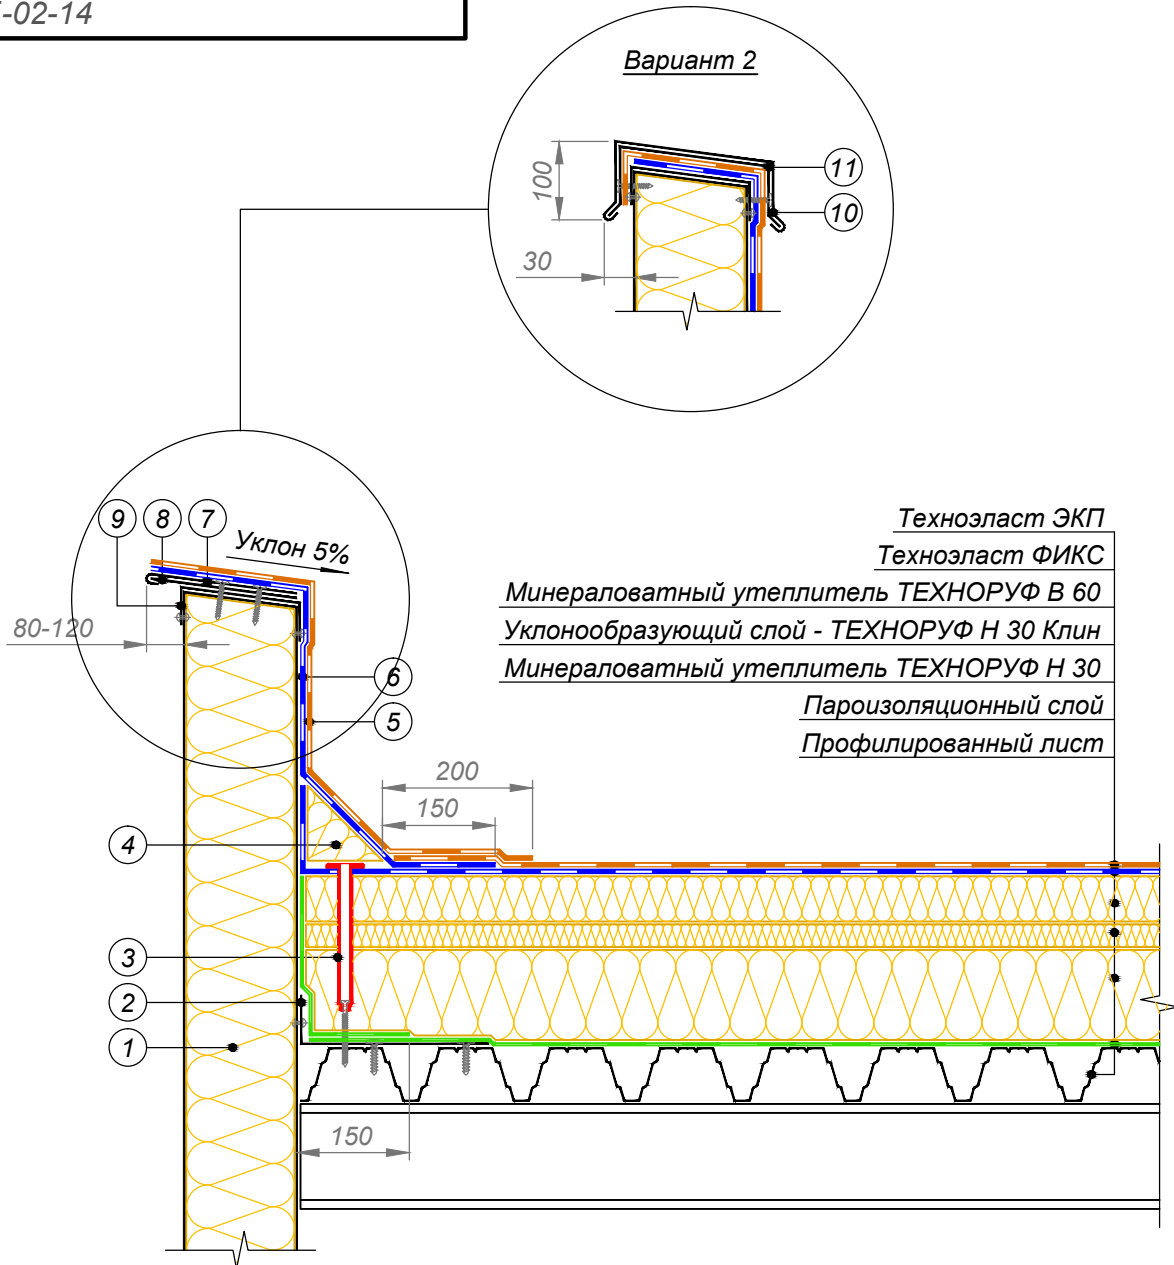 -02-14
Вариант 2
100
11
10
30
9
8
7
Уклон 5%
80-120
Техноэласт ЭКП
Техноэласт ФИКС
Минераловатный утеплитель ТЕХНОРУФ В 60
Уклонообразующий слой - ТЕХНОРУФ Н 30 Клин
Минераловатный утеплитель ТЕХНОРУФ Н 30
Пароизоляционный слой
Профилированный лист
6
5
200
150
4
3
2
1
150